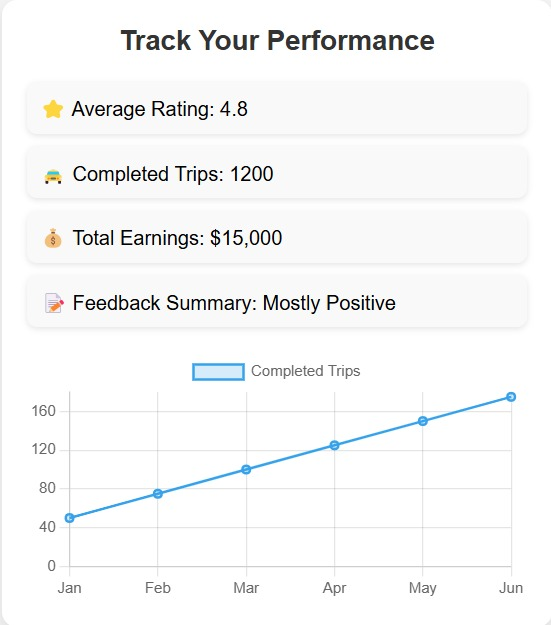 Track Your Performance
⭐ Average Rating: 4.8
🚖 Completed Trips: 1200
💰 Total Earnings: $15,000
📝 Feedback Summary: Mostly Positive
Completed Trips
160
120
80
40
0
Jan Feb Mar Apr May Jun